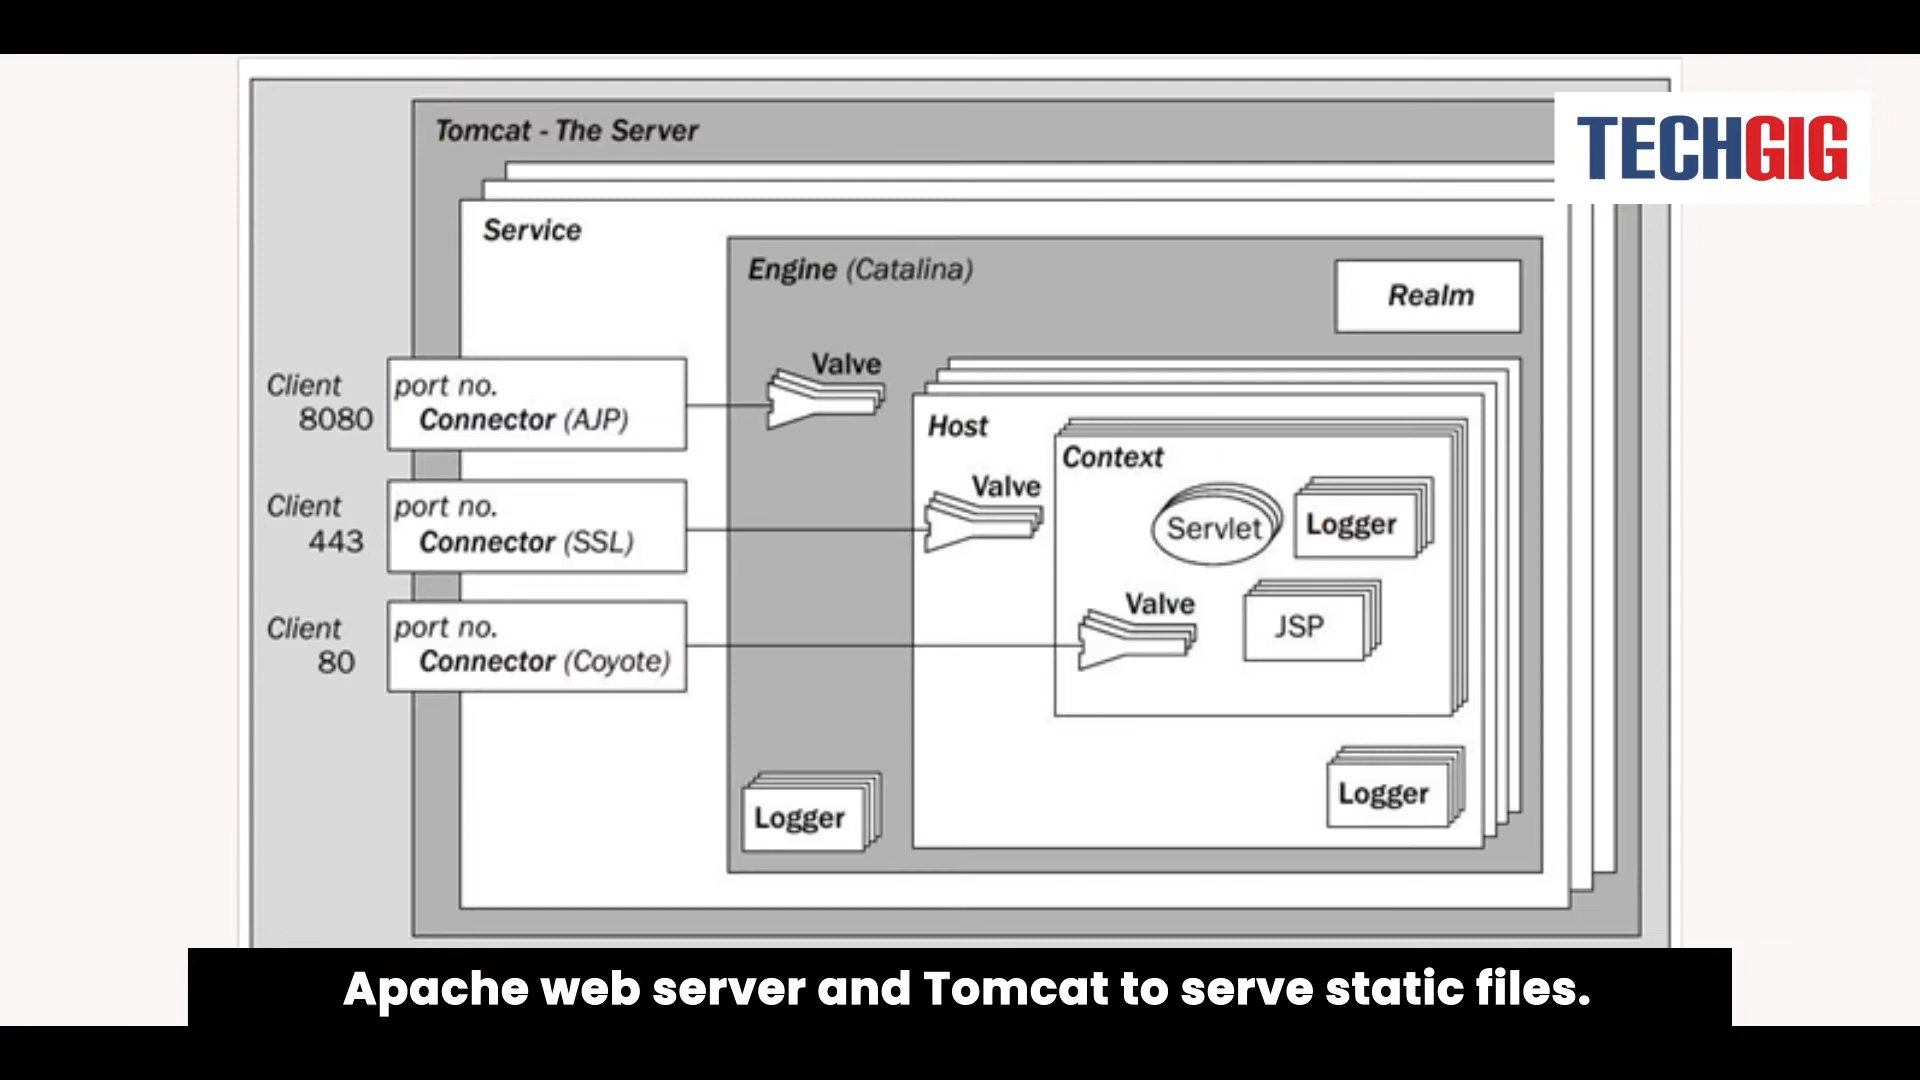 Tomcat - The Server
TECHGIG
Service
Engine (Catalina)
Realm
Client
8080
port no.
Connector (AJP)
Valve
Host
Context
Client
443
port no.
Connector (SSL)
Valve
Servlet
Logger
Client
80
port no.
Connector (Coyote)
Valve
JSP
Logger
Logger
Apache web server and Tomcat to serve static files.